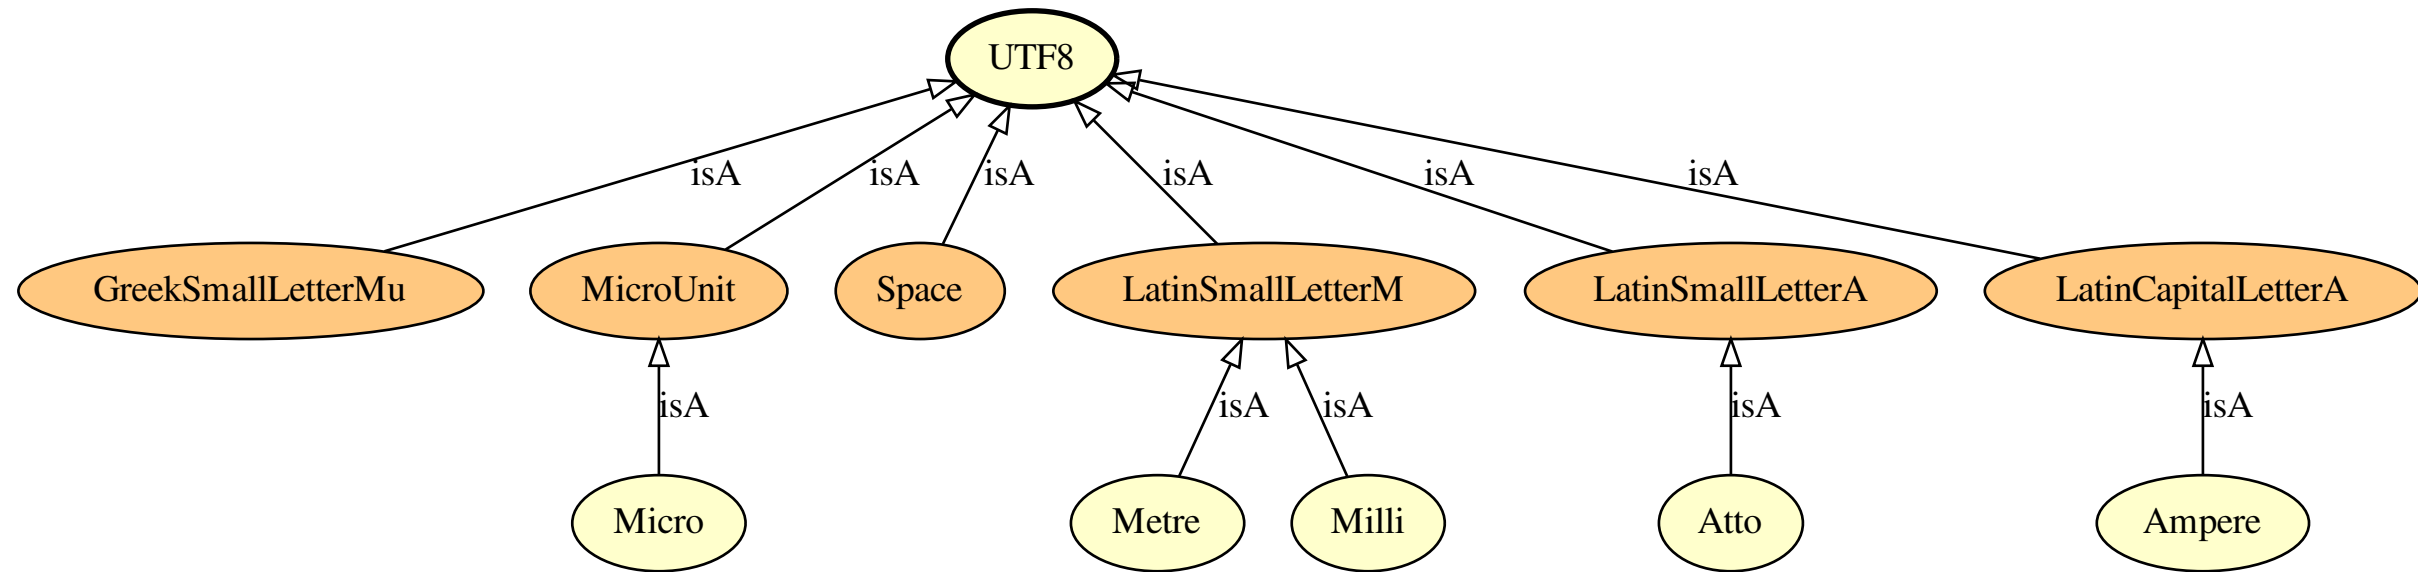 UTF8
isA isA isA isA isA isA
GreekSmallLetterMu MicroUnit Space LatinSmallLetterM LatinSmallLetterA LatinCapitalLetterA
isA isA isA isA isA
Micro Metre Milli Atto Ampere